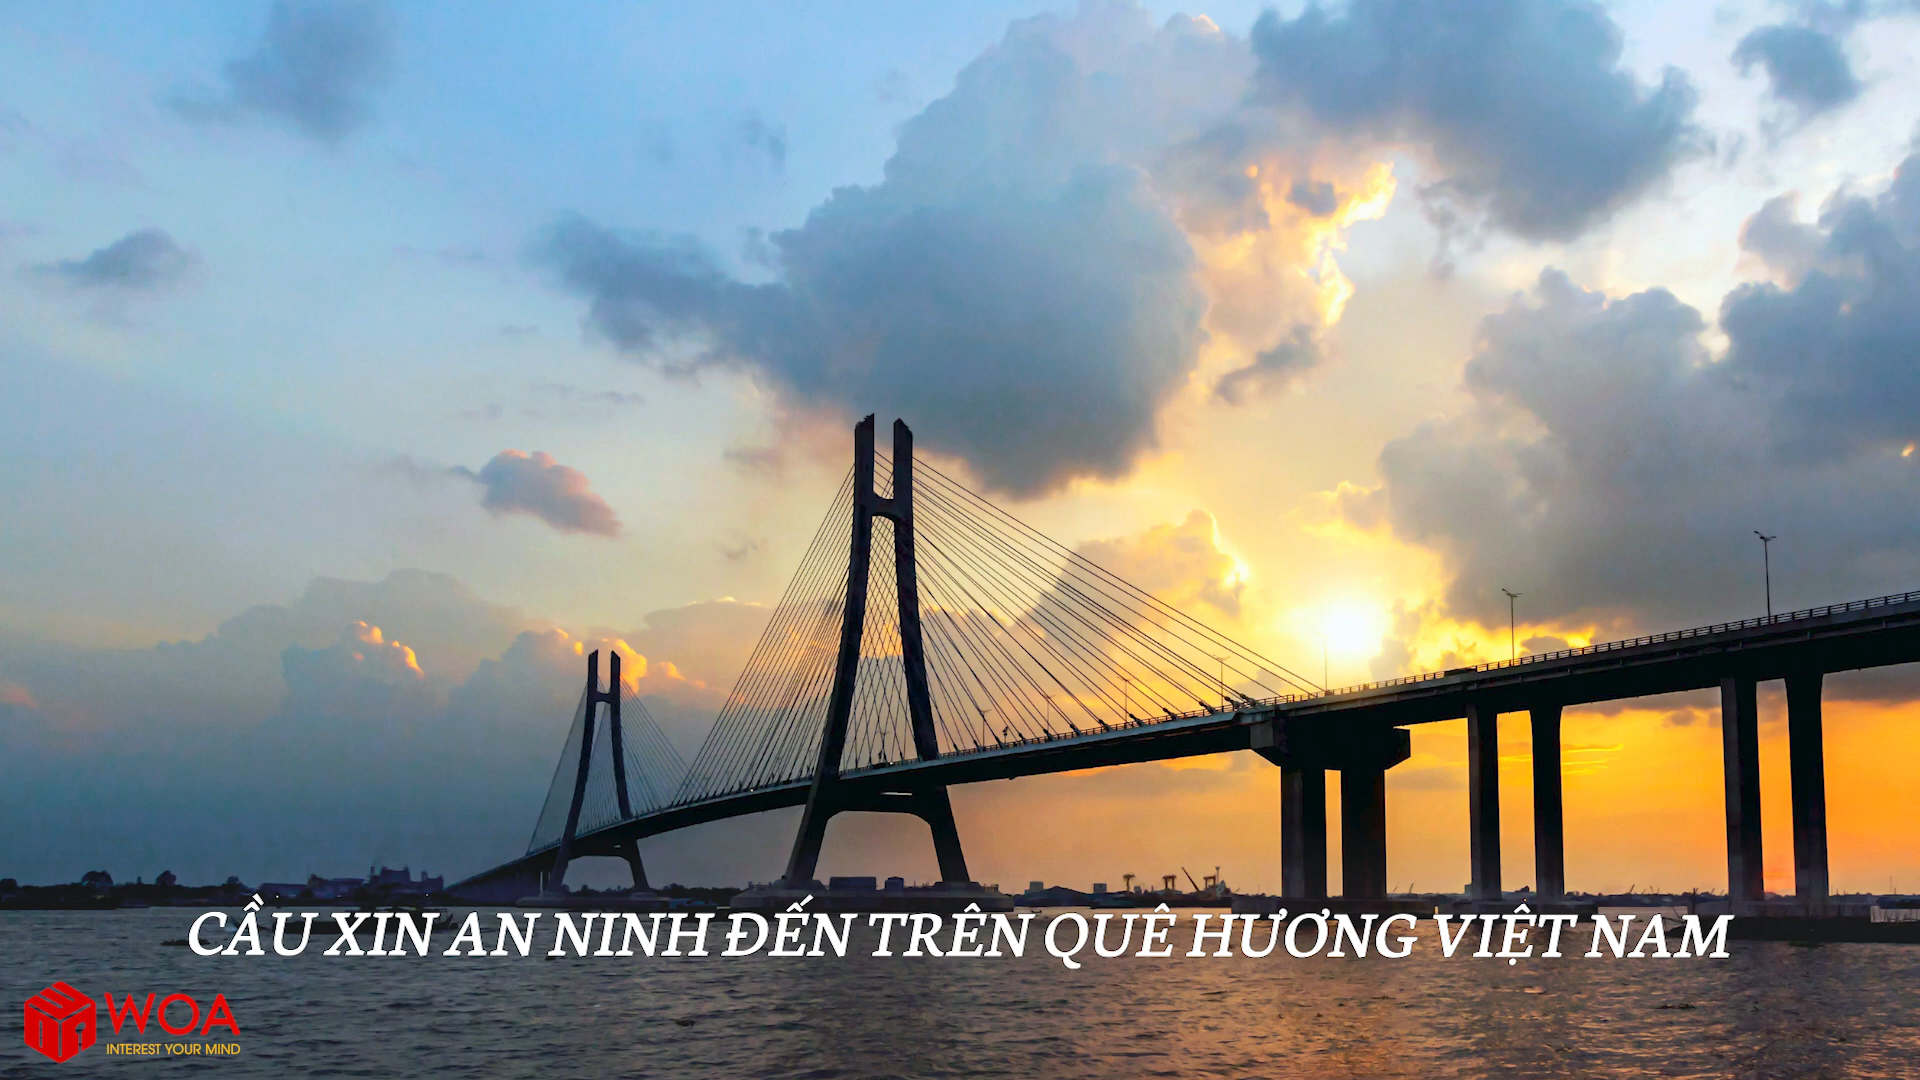 CẦU XIN AN NINH ĐẾN TRÊN QUÊ HƯƠNG VIỆT NAM
WOA
INTEREST YOUR MIND